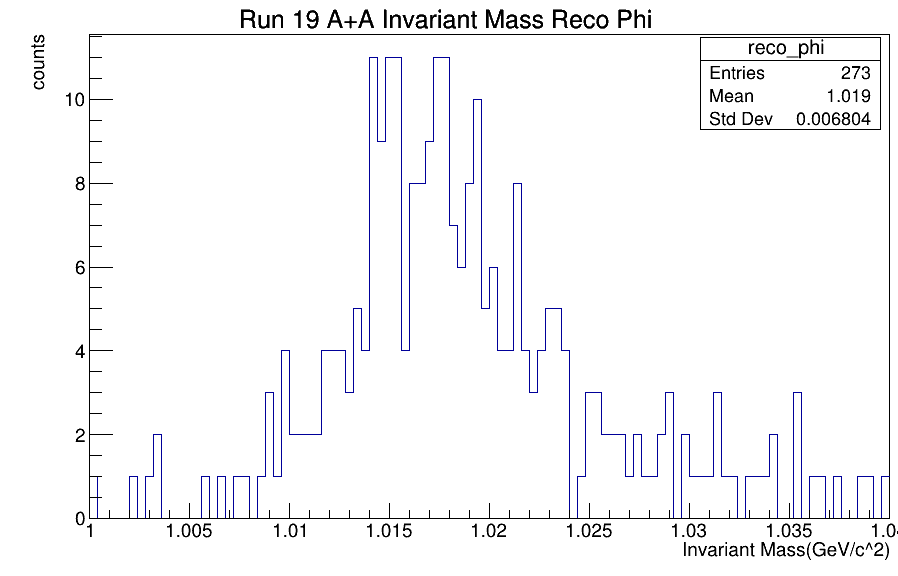 Run 19 A+A Invariant Mass Reco Phi
counts
reco_phi
Entries 273
Mean 1.019
Std Dev 0.006804
10
8
6
4
2
0
1 1.005 1.01 1.015 1.02 1.025 1.03 1.035 1.0
Invariant Mass(GeV/c^2)